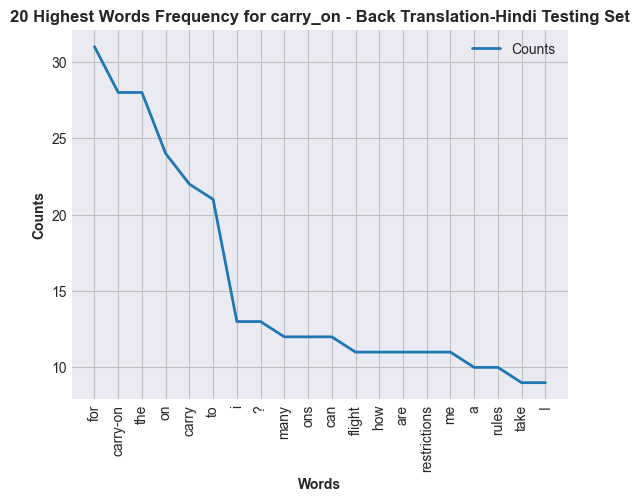 20 Highest Words Frequency for carry_on - Back Translation-Hindi Testing Set
Counts
30
25
20
15
10
Counts
for
carry-on
the
on
carry
to
i
?
many
ons
can
flight
how
are
restrictions
me
a
rules
take
I
Words